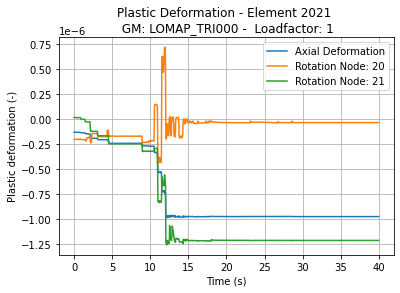 Plastic Deformation - Element 2021
GM: LOMAP_TRI000 -  Loadfactor: 1
1e−6
Axial Deformation
Rotation Node: 20
Rotation Node: 21
0.75
0.50
0.25
0.00
−0.25
−0.50
−0.75
−1.00
−1.25
Plastic deformation (-)
0
5
10
15
20
25
30
35
40
Time (s)